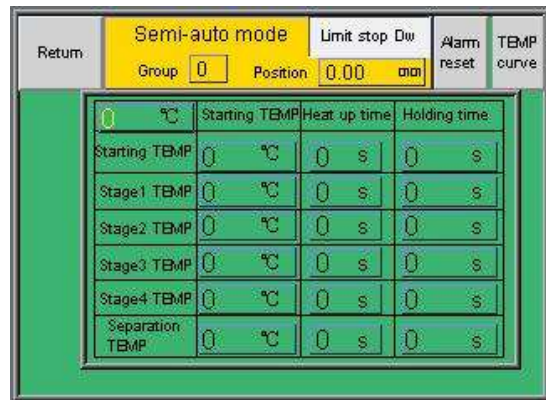 Return
Semi-auto mode
Group 0 Position 0.00 mm
Limit stop Dw
Alarm reset
TEMP curve
0 ℃ Starting TEMP Heat up time Holding time
Starting TEMP 0 ℃ 0 s 0 s
Stage1 TEMP 0 ℃ 0 s 0 s
Stage2 TEMP 0 ℃ 0 s 0 s
Stage3 TEMP 0 ℃ 0 s 0 s
Stage4 TEMP 0 ℃ 0 s 0 s
Separation
TEMP 0 ℃ 0 s 0 s